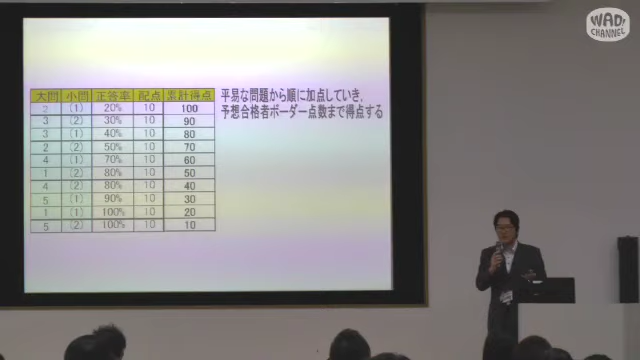 WAD!
CHANNEL
大問 小問 正答率 配点 累計得点
2 (1) 20% 10 100
3 (2) 30% 10 90
3 (1) 40% 10 80
2 (2) 50% 10 70
4 (1) 70% 10 60
1 (2) 80% 10 50
4 (2) 80% 10 40
5 (1) 90% 10 30
1 (1) 100% 10 20
5 (2) 100% 10 10
平易な問題から順に加点していき,
予想合格者ボーダー点数まで得点する